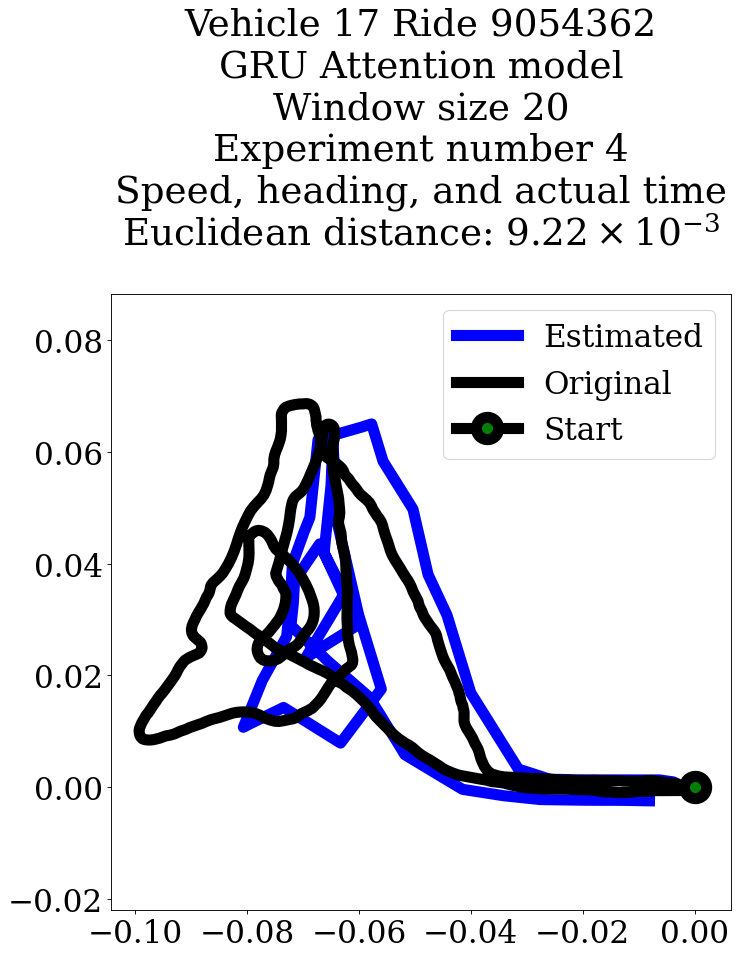 Vehicle 17 Ride 9054362
GRU Attention model
Window size 20
Experiment number 4
Speed, heading, and actual time
Euclidean distance: 9.22 × 10⁻³
Estimated
Original
Start
0.08
0.06
0.04
0.02
0.00
−0.02
−0.10 −0.08 −0.06 −0.04 −0.02 0.00